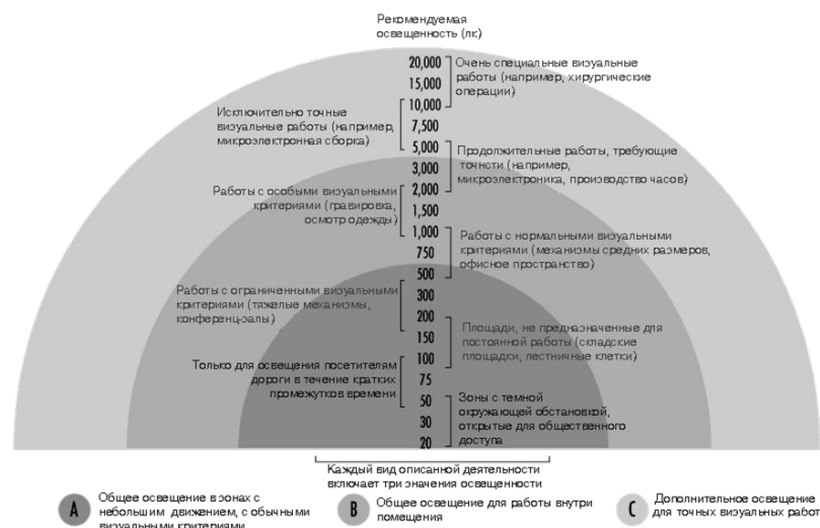 Рекомендуемая
освещенность (лк)
20,000
15,000
10,000
7,500
5,000
3,000
2,000
1,500
1,000
750
500
300
200
150
100
75
50
30
20
Очень специальные визуальные
работы (например, хирургические
операции)
Исключительно точные
визуальные работы (например,
микроэлектронная сборка)
Продолжительные работы, требующие
точнсти (например,
микроэлектроника, производство часов)
Работы с особыми визуальными
критериями (гравировка,
осмотр одежды)
Работы с нормальными визуальными
критериями (механизмы средних размеров,
офисное пространство)
Работы с ограниченными визуальными
критериями (тяжелые механизмы,
конференц-залы)
Площади, не предназначенные для
постоянной работы (складские
площадки, лестничные клетки)
Только для освещения посетителям
дороги в течение кратких
промежутков времени
Зоны с темной
окружающей обстановкой,
открытые для общественного
доступа
Каждый вид описанной деятельности
включает три значения освещенности
A
Общее освещение в зонах с
небольшим движением, с обычными
визуальными критериями
B
Общее освещение для работы внутри
помещения
C
Дополнительное освещение
для точных визуальных работ